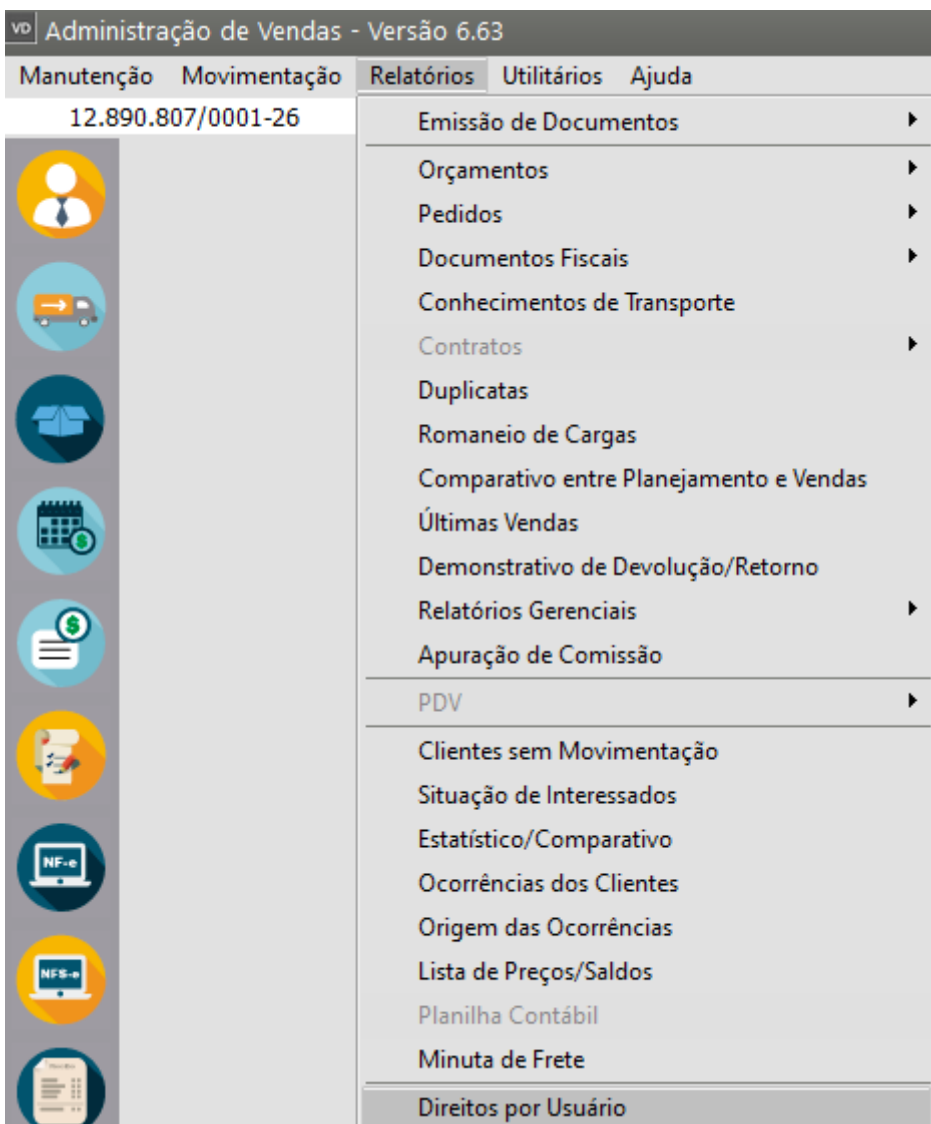 VD Administração de Vendas - Versão 6.63
Manutenção Movimentação Relatórios Utilitários Ajuda
12.890.807/0001-26
Emissão de Documentos
Orçamentos
Pedidos
Documentos Fiscais
Conhecimentos de Transporte
Contratos
Duplicatas
Romaneio de Cargas
Comparativo entre Planejamento e Vendas
Últimas Vendas
Demonstrativo de Devolução/Retorno
Relatórios Gerenciais
Apuração de Comissão
PDV
Clientes sem Movimentação
Situação de Interessados
Estatístico/Comparativo
Ocorrências dos Clientes
NF-e
Origem das Ocorrências
Lista de Preços/Saldos
NFS-e
Planilha Contábil
Minuta de Frete
Direitos por Usuário